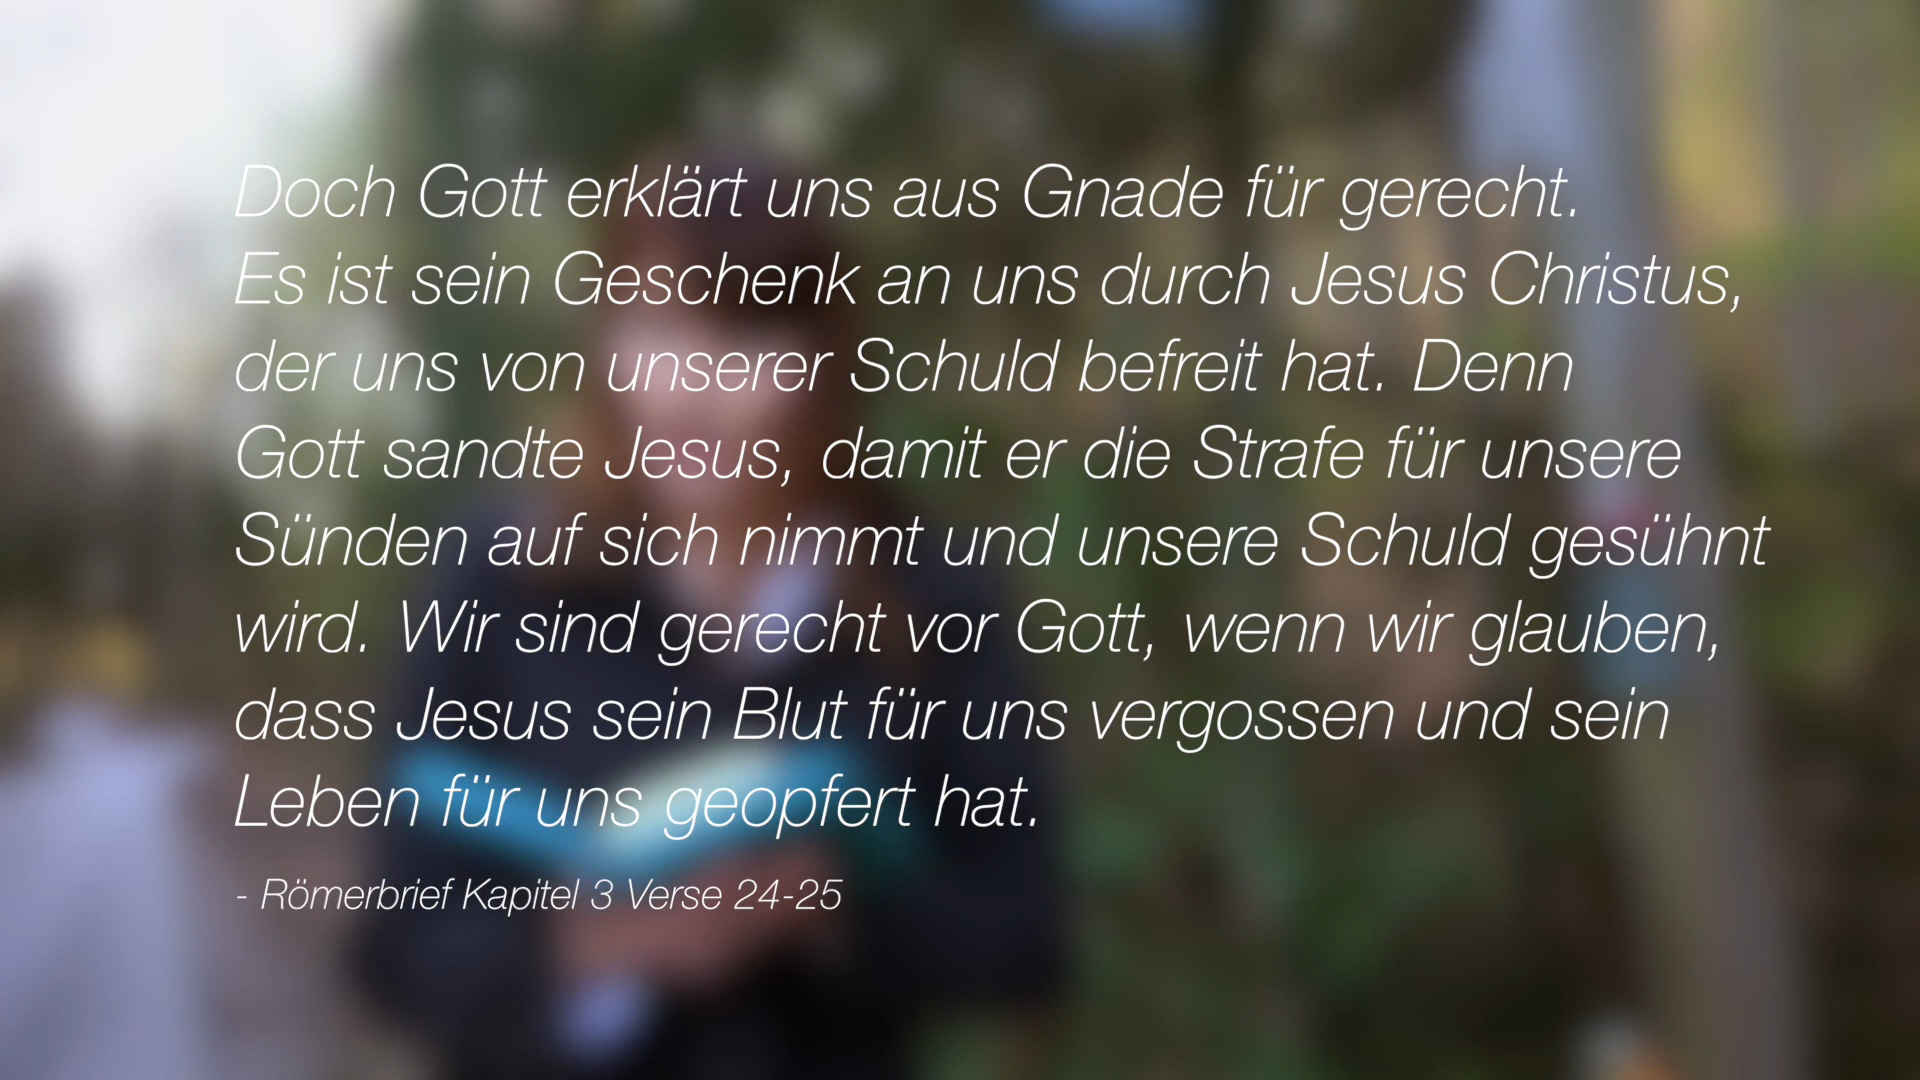 Doch Gott erklärt uns aus Gnade für gerecht.
Es ist sein Geschenk an uns durch Jesus Christus,
der uns von unserer Schuld befreit hat. Denn
Gott sandte Jesus, damit er die Strafe für unsere
Sünden auf sich nimmt und unsere Schuld gesühnt
wird. Wir sind gerecht vor Gott, wenn wir glauben,
dass Jesus sein Blut für uns vergossen und sein
Leben für uns geopfert hat.
- Römerbrief Kapitel 3 Verse 24-25